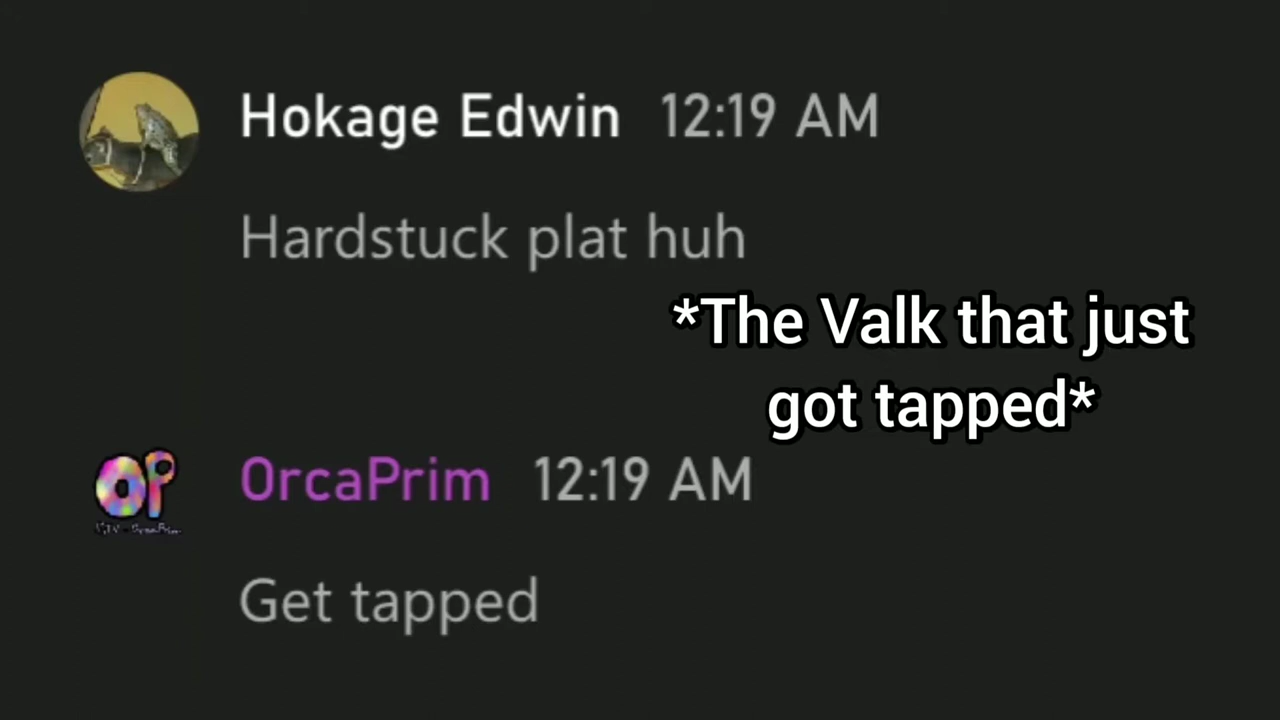 Hokage Edwin 12:19 AM
Hardstuck plat huh
*The Valk that just
got tapped*
OP
OrcaPrim 12:19 AM
Get tapped